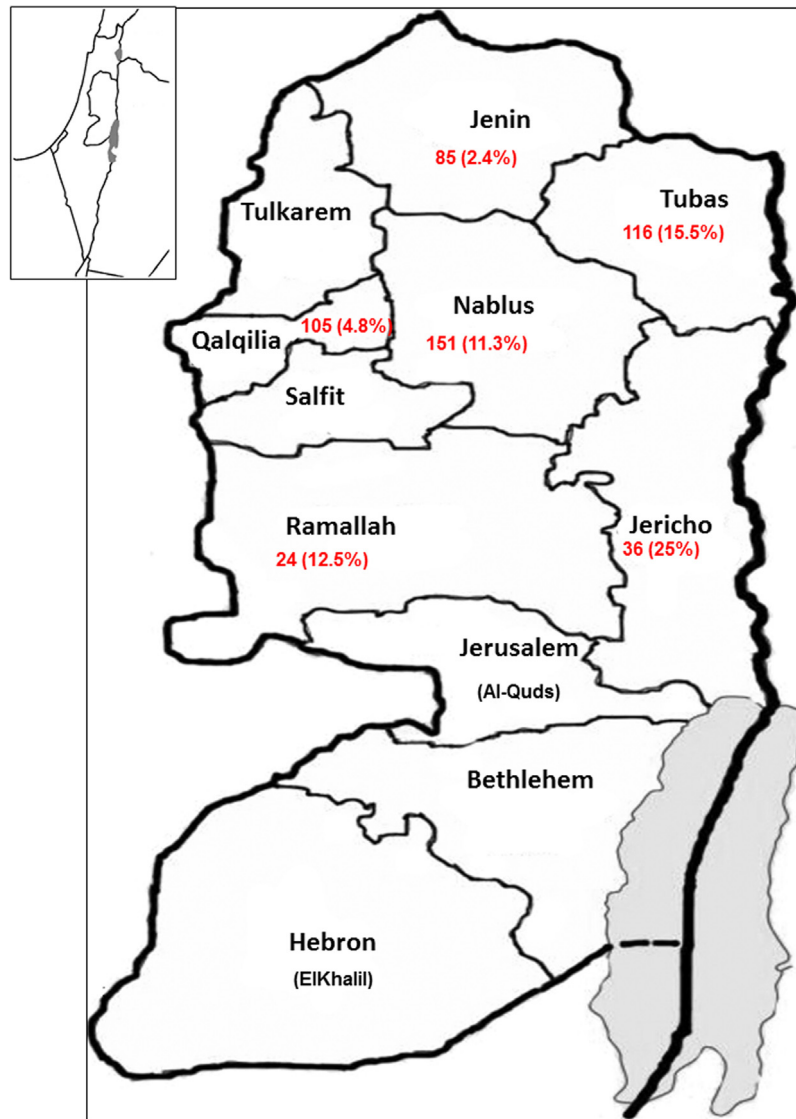 Jenin
85 (2.4%)
Tubas
116 (15.5%)
Tulkarem
Nablus
151 (11.3%)
105 (4.8%)
Qalqilia
Salfit
Ramallah
24 (12.5%)
Jericho
36 (25%)
Jerusalem
(Al-Quds)
Bethlehem
Hebron
(ElKhalil)